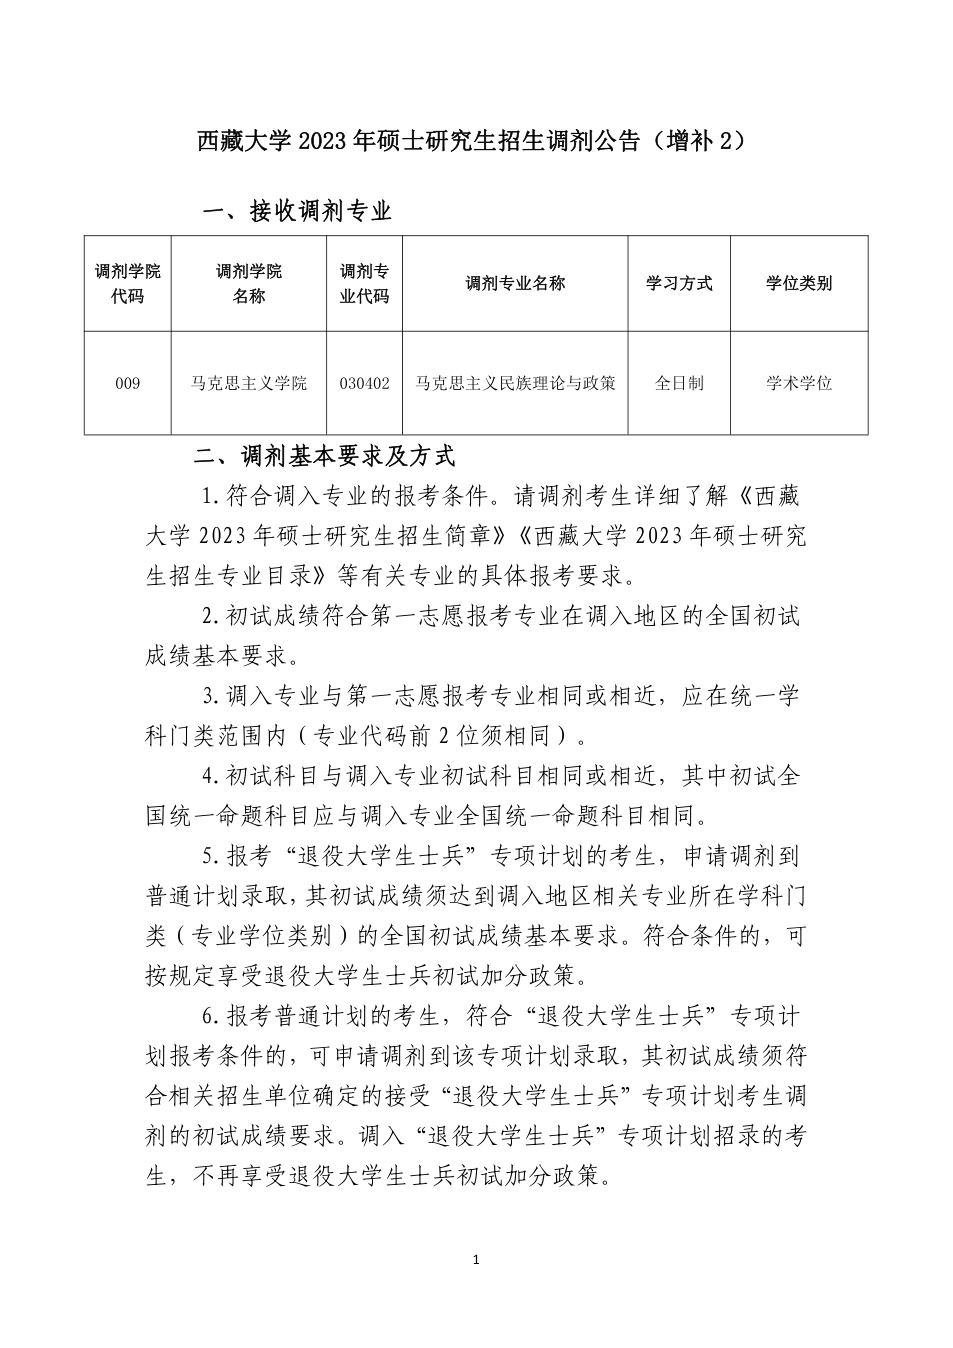 西藏大学 2023 年硕士研究生招生调剂公告（增补 2）
一、接收调剂专业
调剂学院代码 调剂学院名称 调剂专业代码 调剂专业名称 学习方式 学位类别
009 马克思主义学院 030402 马克思主义民族理论与政策 全日制 学术学位
二、调剂基本要求及方式
1.符合调入专业的报考条件。请调剂考生详细了解《西藏
大学 2023 年硕士研究生招生简章》《西藏大学 2023 年硕士研究
生招生专业目录》等有关专业的具体报考要求。
2.初试成绩符合第一志愿报考专业在调入地区的全国初试
成绩基本要求。
3.调入专业与第一志愿报考专业相同或相近，应在统一学
科门类范围内（专业代码前 2 位须相同）。
4.初试科目与调入专业初试科目相同或相近，其中初试全
国统一命题科目应与调入专业全国统一命题科目相同。
5.报考“退役大学生士兵”专项计划的考生，申请调剂到
普通计划录取，其初试成绩须达到调入地区相关专业所在学科门
类（专业学位类别）的全国初试成绩基本要求。符合条件的，可
按规定享受退役大学生士兵初试加分政策。
6.报考普通计划的考生，符合“退役大学生士兵”专项计
划报考条件的，可申请调剂到该专项计划录取，其初试成绩须符
合相关招生单位确定的接受“退役大学生士兵”专项计划考生调
剂的初试成绩要求。调入“退役大学生士兵”专项计划招录的考
生，不再享受退役大学生士兵初试加分政策。
1